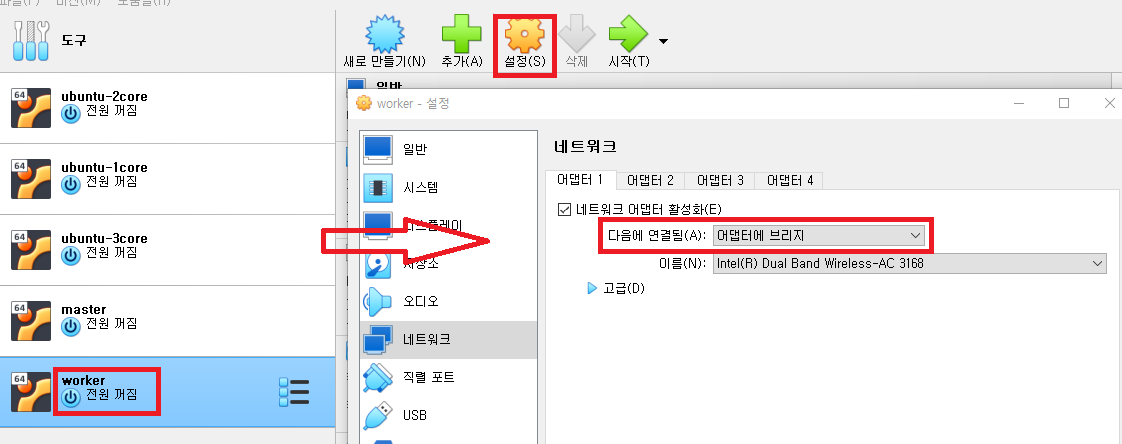 파일(F) 머신(M) 도움말(H)
도구
새로 만들기(N) 추가(A) 설정(S) 삭제 시작(T)
일반
64 ubuntu-2core
전원 꺼짐
64 ubuntu-1core
전원 꺼짐
64 ubuntu-3core
전원 꺼짐
64 master
전원 꺼짐
64 worker
전원 꺼짐
worker - 설정
일반
시스템
디스플레이
저장소
오디오
네트워크
직렬 포트
USB
네트워크
어댑터 1 어댑터 2 어댑터 3 어댑터 4
네트워크 어댑터 활성화(E)
다음에 연결됨(A): 어댑터에 브리지
이름(N): Intel(R) Dual Band Wireless-AC 3168
고급(D)